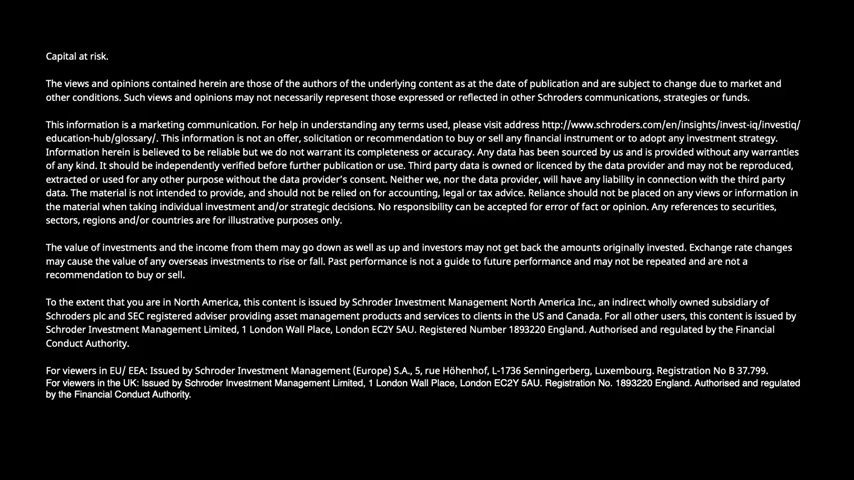 Capital at risk.
The views and opinions contained herein are those of the authors of the underlying content as at the date of publication and are subject to change due to market and
other conditions. Such views and opinions may not necessarily represent those expressed or reflected in other Schroders communications, strategies or funds.
This information is a marketing communication. For help in understanding any terms used, please visit address http://www.schroders.com/en/insights/invest-iq/investiq/
education-hub/glossary/. This information is not an offer, solicitation or recommendation to buy or sell any financial instrument or to adopt any investment strategy.
Information herein is believed to be reliable but we do not warrant its completeness or accuracy. Any data has been sourced by us and is provided without any warranties
of any kind. It should be independently verified before further publication or use. Third party data is owned or licenced by the data provider and may not be reproduced,
extracted or used for any other purpose without the data provider's consent. Neither we, nor the data provider, will have any liability in connection with the third party
data. The material is not intended to provide, and should not be relied on for accounting, legal or tax advice. Reliance should not be placed on any views or information in
the material when taking individual investment and/or strategic decisions. No responsibility can be accepted for error of fact or opinion. Any references to securities,
sectors, regions and/or countries are for illustrative purposes only.
The value of investments and the income from them may go down as well as up and investors may not get back the amounts originally invested. Exchange rate changes
may cause the value of any overseas investments to rise or fall. Past performance is not a guide to future performance and may not be repeated and are not a
recommendation to buy or sell.
To the extent that you are in North America, this content is issued by Schroder Investment Management North America Inc., an indirect wholly owned subsidiary of
Schroders plc and SEC registered adviser providing asset management products and services to clients in the US and Canada. For all other users, this content is issued by
Schroder Investment Management Limited, 1 London Wall Place, London EC2Y 5AU. Registered Number 1893220 England. Authorised and regulated by the Financial
Conduct Authority.
For viewers in EU/ EEA: Issued by Schroder Investment Management (Europe) S.A., 5, rue Höhenhof, L-1736 Senningerberg, Luxembourg. Registration No B 37.799.
For viewers in the UK: Issued by Schroder Investment Management Limited, 1 London Wall Place, London EC2Y 5AU. Registration No. 1893220 England. Authorised and regulated
by the Financial Conduct Authority.